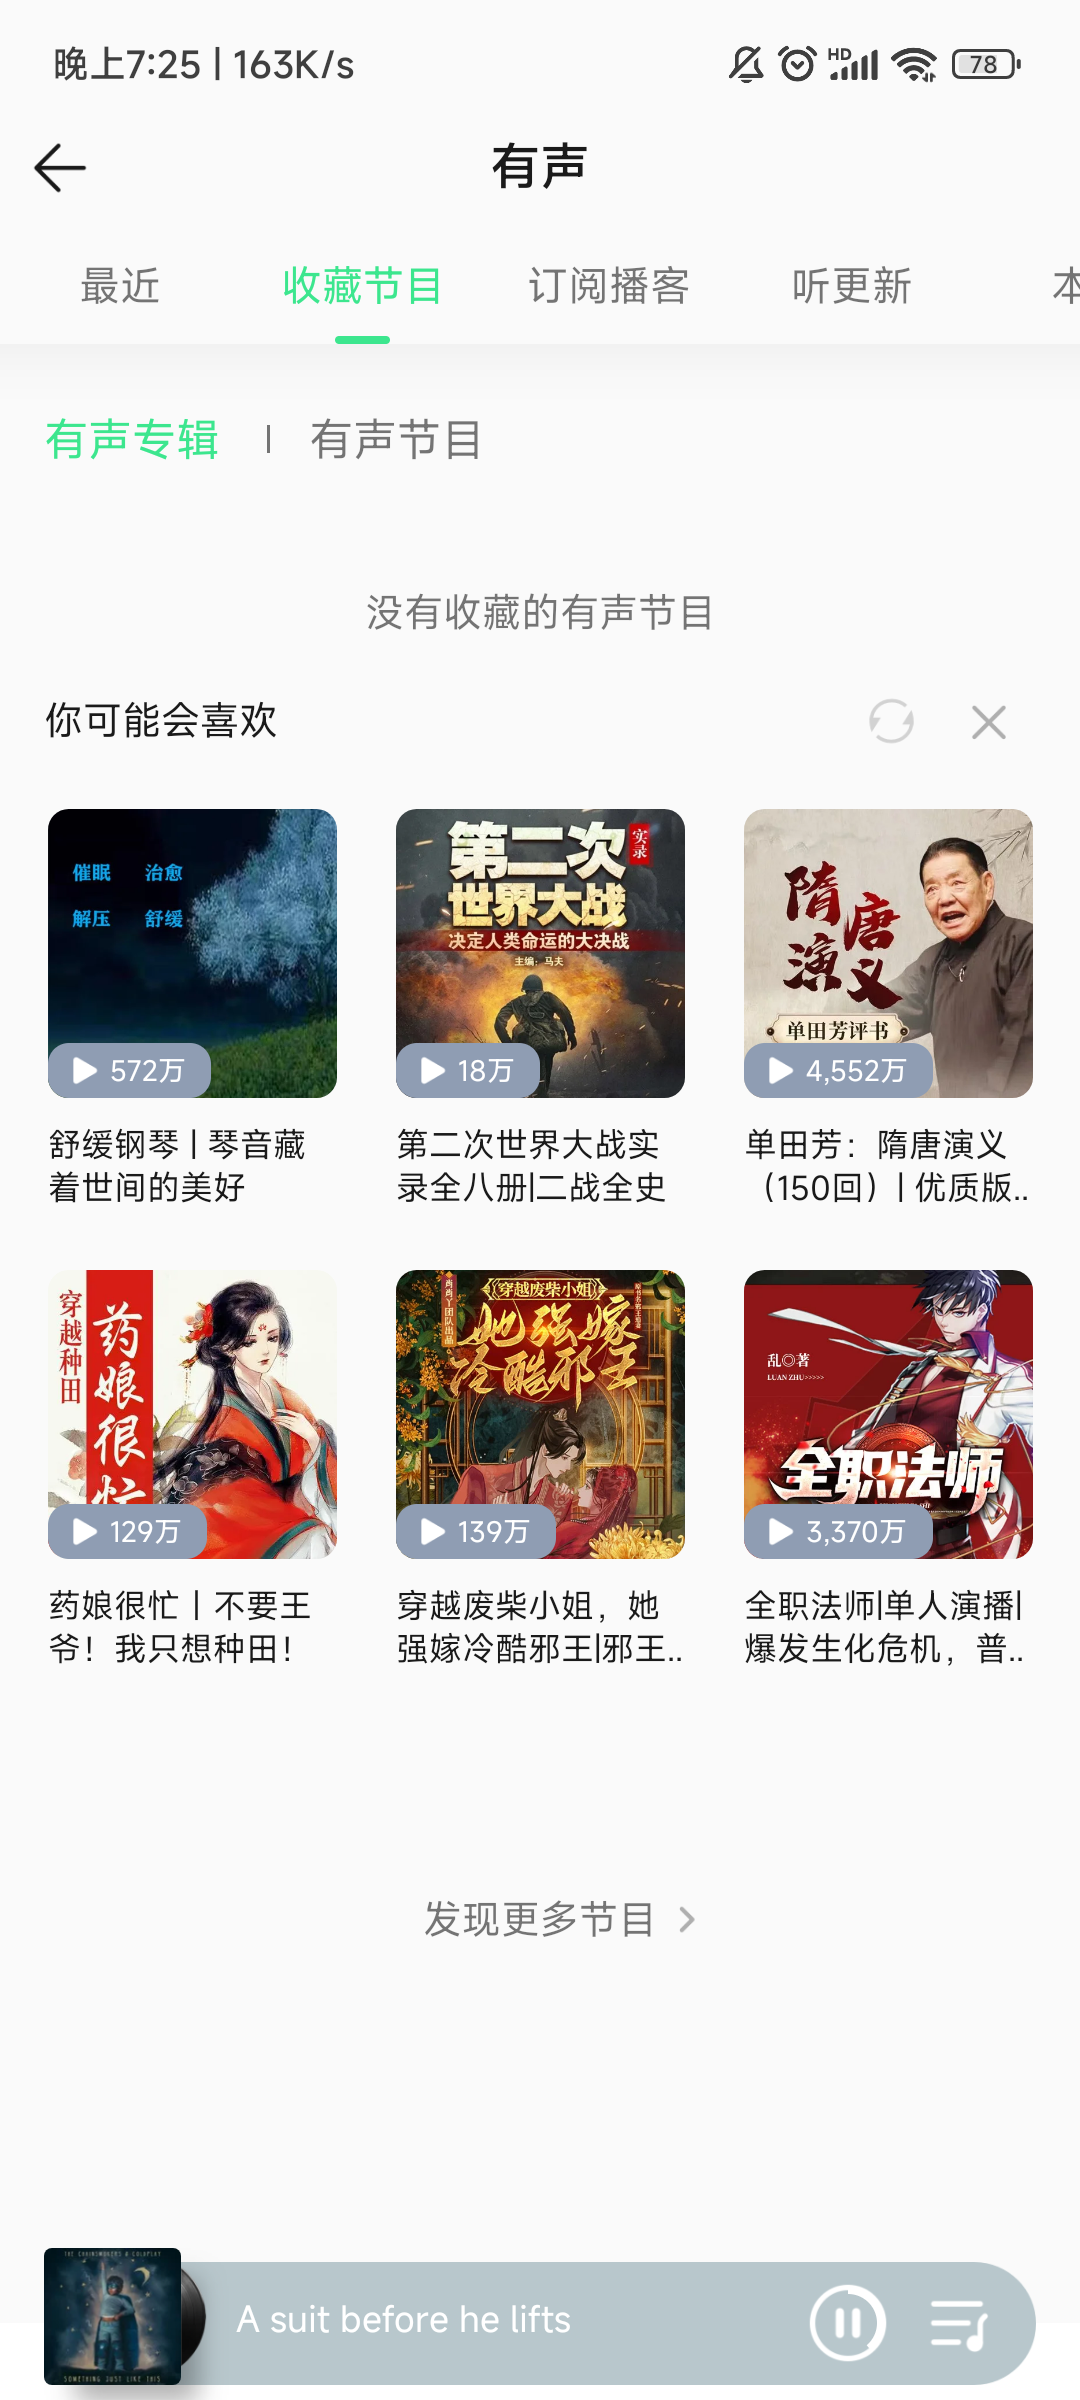 晚上7:25 | 163K/s
HD
78
有声
最近 收藏节目 订阅播客 听更新 本
有声专辑 | 有声节目
没有收藏的有声节目
你可能会喜欢
催眠 治愈
解压 舒缓
572万
第二次
实录
世界大战
决定人类命运的大决战
主编：马夫
18万
隋唐
演义
单田芳评书
4,552万
舒缓钢琴 | 琴音藏
着世间的美好
第二次世界大战实
录全八册|二战全史
单田芳：隋唐演义
（150回）| 优质版..
穿越种田
药娘很忙
129万
穿越废柴小姐
她强嫁
冷酷邪王
139万
乱◎著
LUAN ZHU>>>>>
全职法师
3,370万
药娘很忙丨不要王
爷！我只想种田！
穿越废柴小姐，她
强嫁冷酷邪王|邪王..
全职法师|单人演播|
爆发生化危机，普..
发现更多节目
THE CHAINSMOKERS & COLDPLAY
SOMETHING JUST LIKE THIS
A suit before he lifts